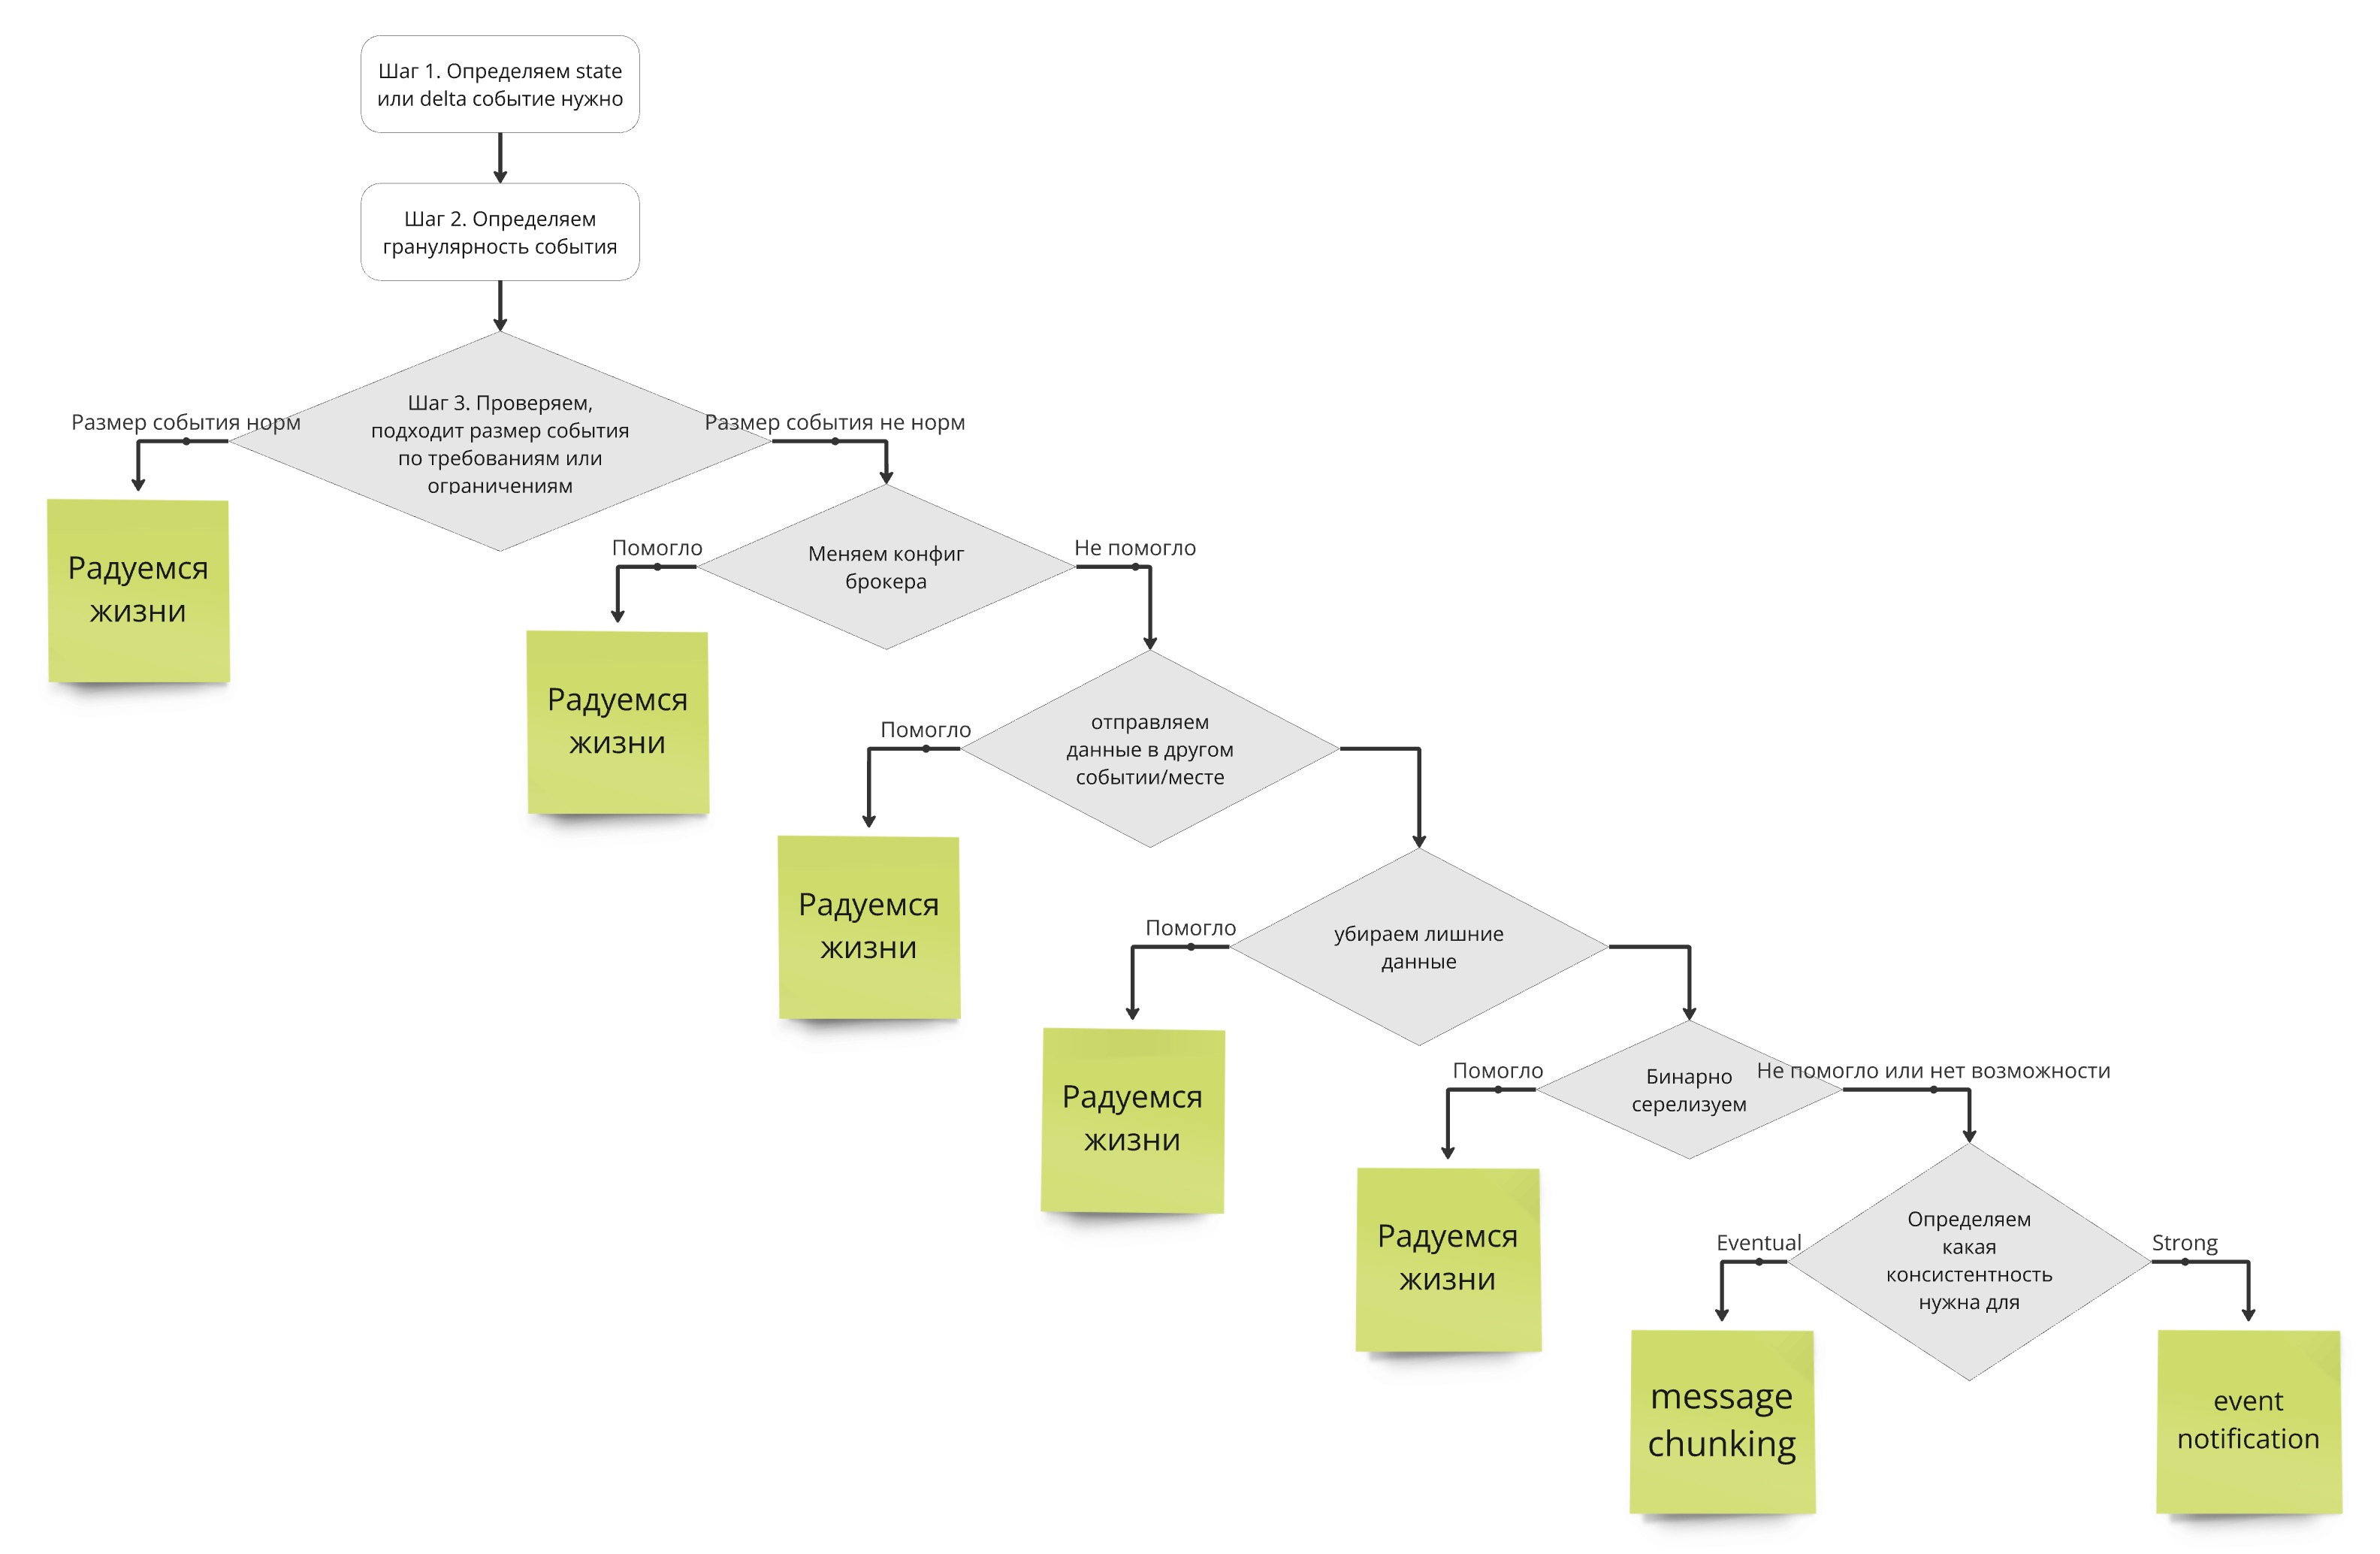 Шаг 1. Определяем state
или delta событие нужно
Шаг 2. Определяем
гранулярность события
Шаг 3. Проверяем,
подходит размер события
по требованиям или
ограничениям
Размер события норм
Размер события не норм
Радуемся
жизни
Меняем конфиг
брокера
Помогло
Не помогло
Радуемся
жизни
отправляем
данные в другом
событии/месте
Помогло
Радуемся
жизни
убираем лишние
данные
Помогло
Радуемся
жизни
Бинарно
серелизуем
Помогло
Не помогло или нет возможности
Радуемся
жизни
Определяем
какая
консистентность
нужна для
Eventual
Strong
message
chunking
event
notification